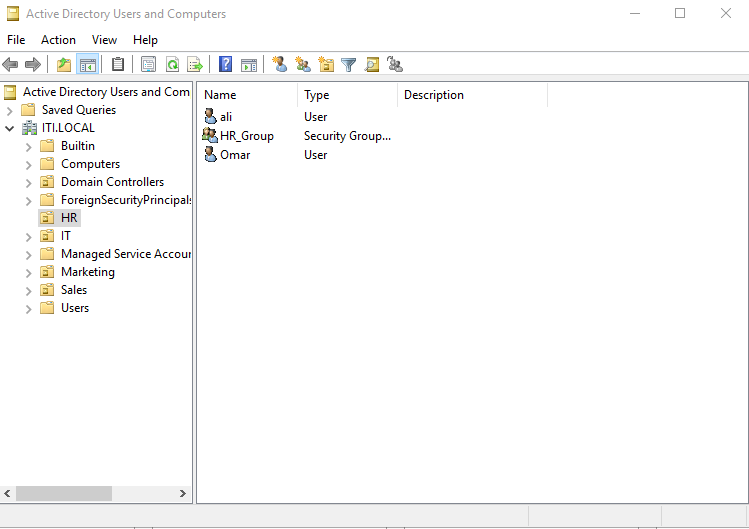 Active Directory Users and Computers
File Action View Help
Active Directory Users and Com
Saved Queries
ITI.LOCAL
Builtin
Computers
Domain Controllers
ForeignSecurityPrincipals
HR
IT
Managed Service Accour
Marketing
Sales
Users
Name Type Description
ali User
HR_Group Security Group...
Omar User